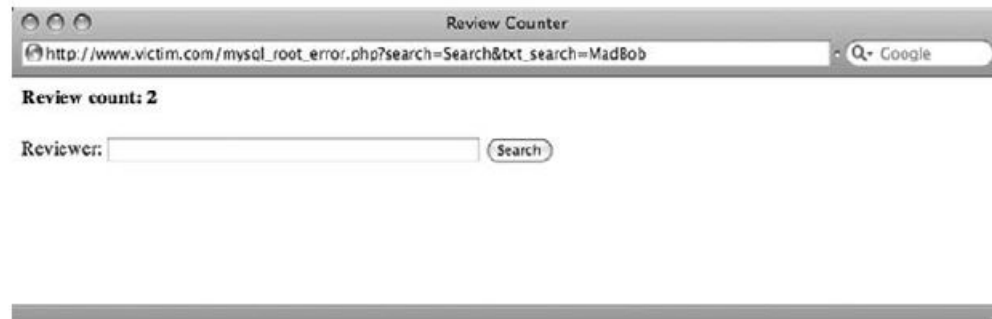 Review Counter
http://www.victim.com/mysql_root_error.php?search=Search&txt_search=MadBob
Google
Review count: 2
Reviewer:
Search